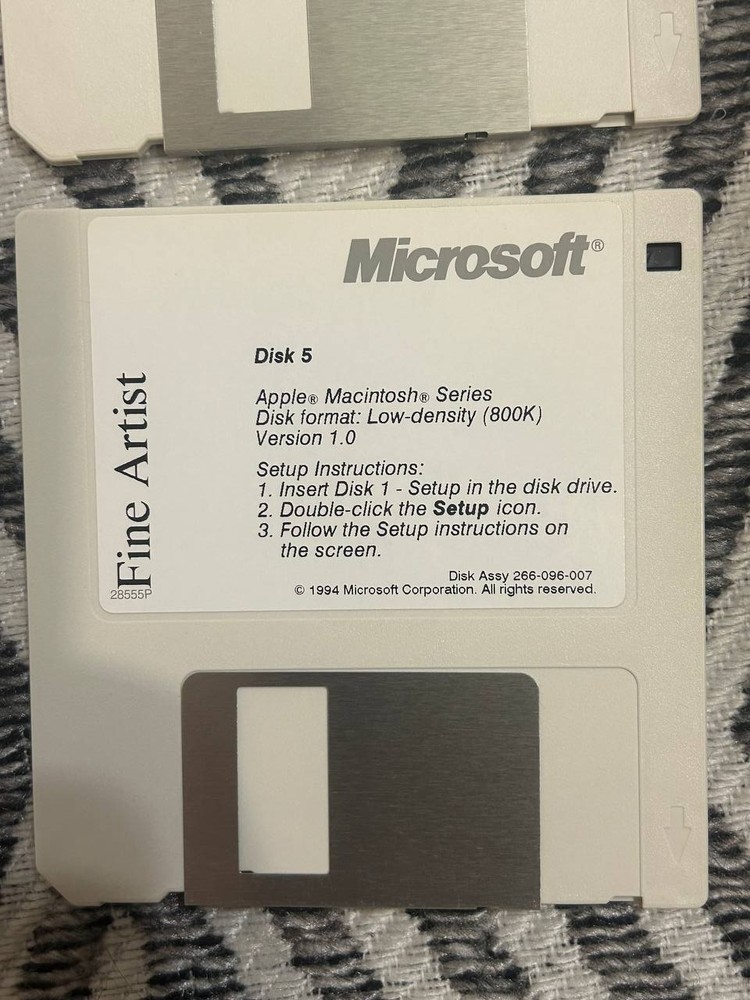 Microsoft®
Disk 5
Apple® Macintosh® Series
Disk format: Low-density (800K)
Version 1.0
Setup Instructions:
1. Insert Disk 1 - Setup in the disk drive.
2. Double-click the Setup icon.
3. Follow the Setup instructions on
the screen.
Disk Assy 266-096-007
© 1994 Microsoft Corporation. All rights reserved.
Fine Artist
28555P